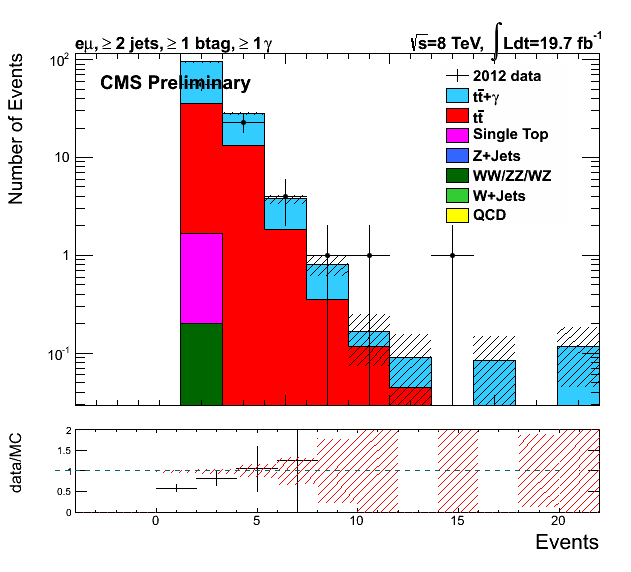 eμ, ≥ 2 jets, ≥ 1 btag, ≥ 1 γ
√s=8 TeV, ∫Ldt=19.7 fb⁻¹
CMS Preliminary
Number of Events
10²
10
1
10⁻¹
2012 data
tt̄+γ
tt̄
Single Top
Z+Jets
WW/ZZ/WZ
W+Jets
QCD
data/MC
2
1.5
1
0.5
0
0 5 10 15 20
Events